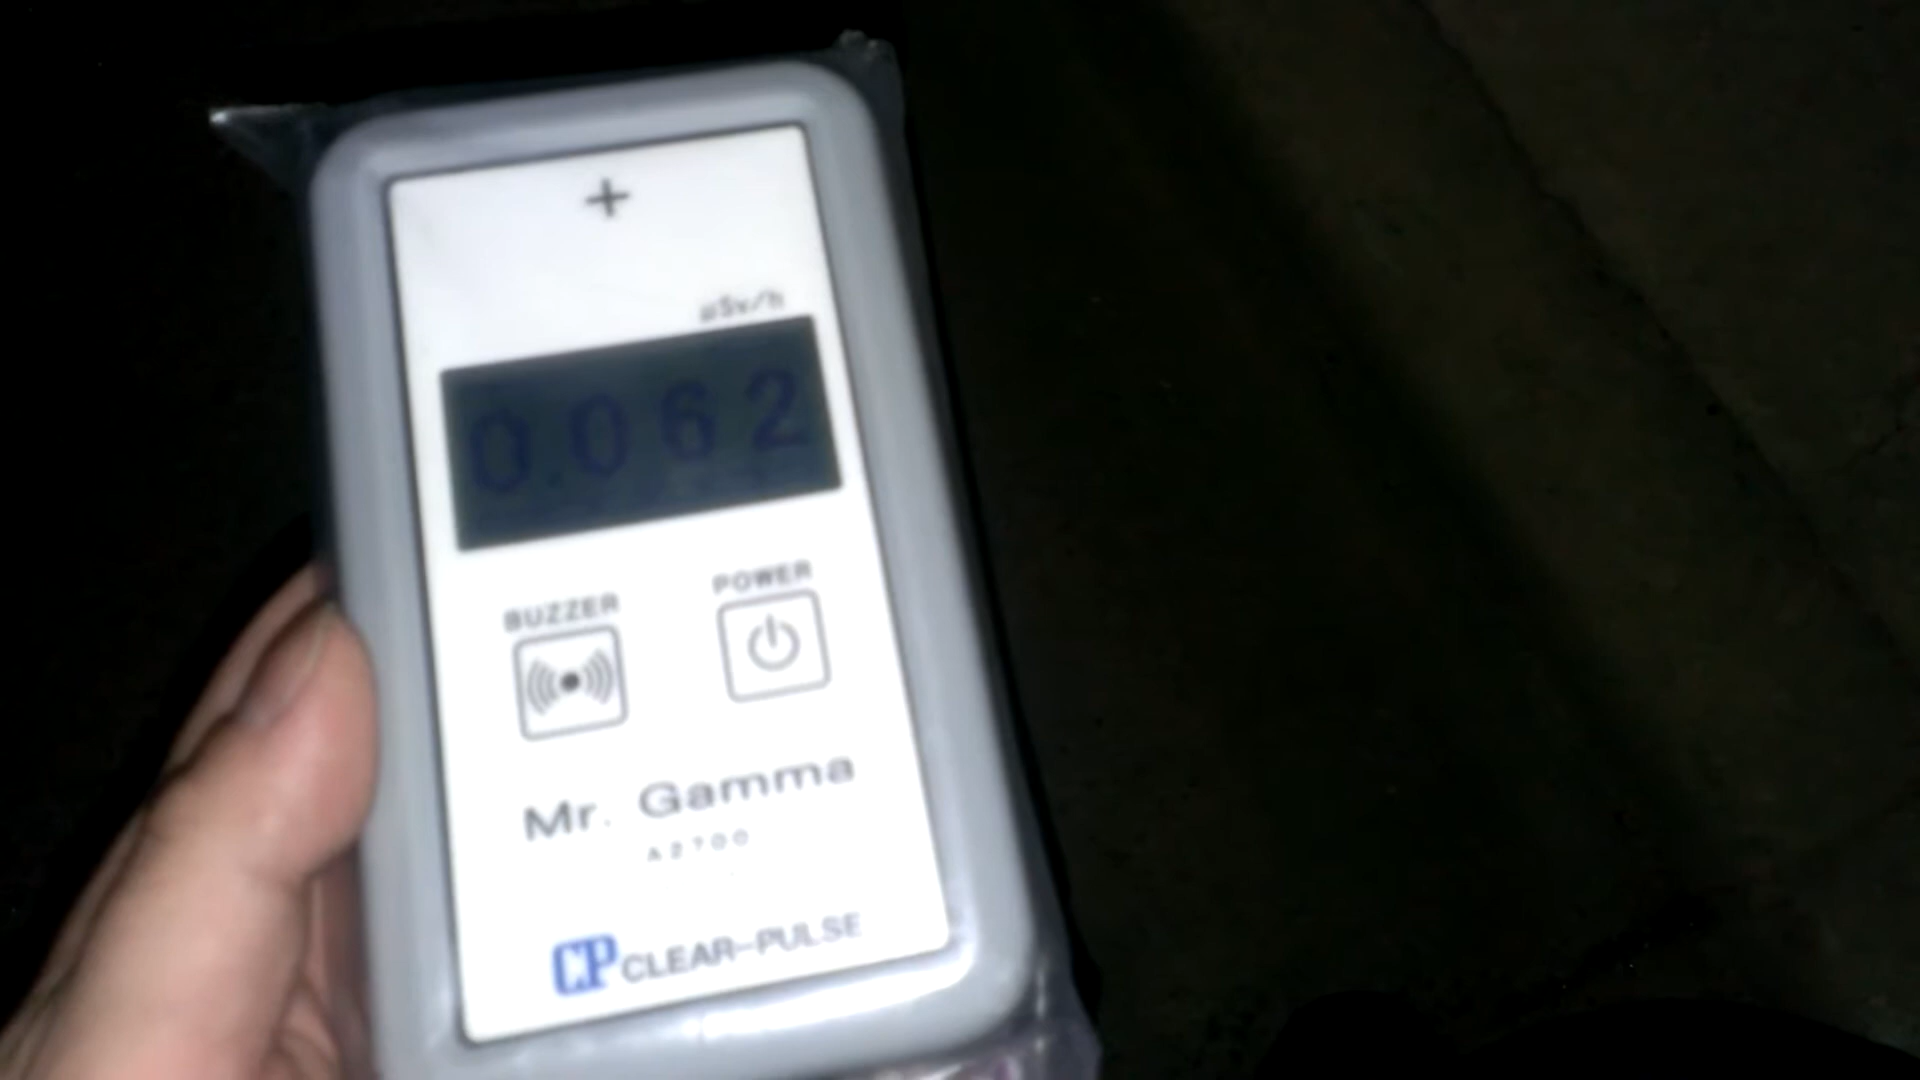 +
μSv/h
0.062
BUZZER
POWER
Mr. Gamma
A2700
CP CLEAR-PULSE